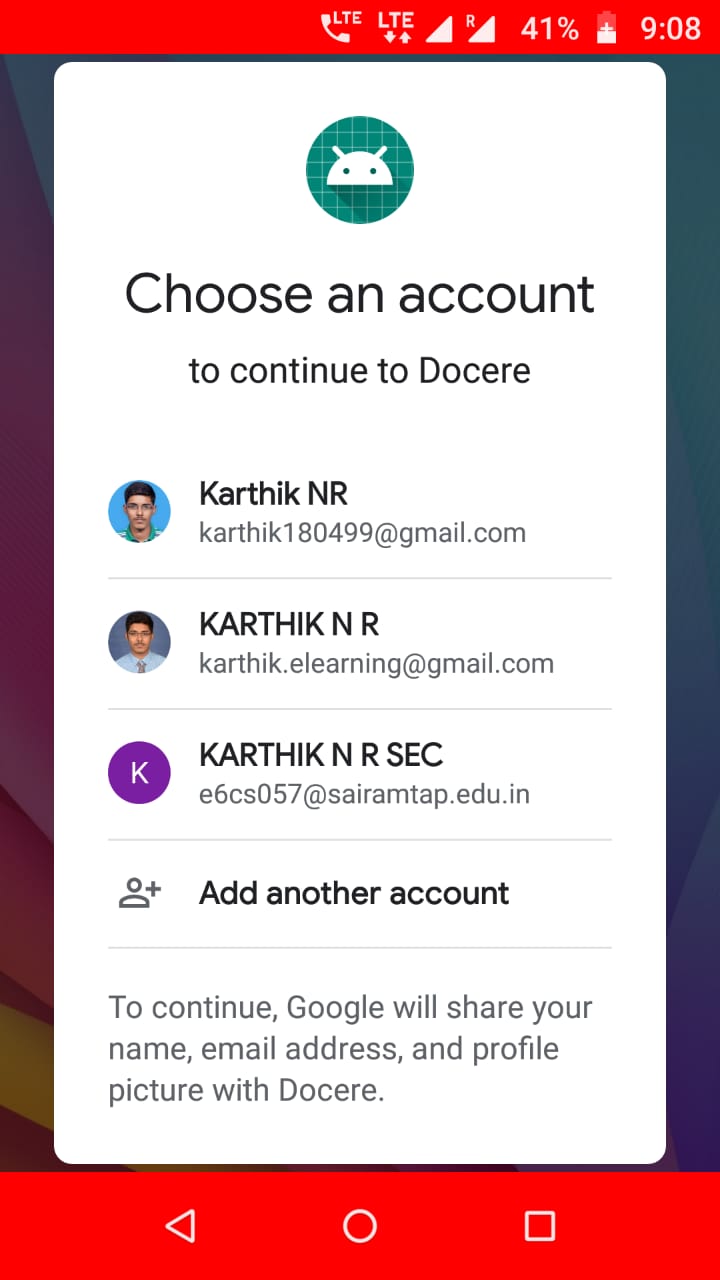 LTE LTE R 41% 9:08
Choose an account
to continue to Docere
Karthik NR
karthik180499@gmail.com
KARTHIK N R
karthik.elearning@gmail.com
K
KARTHIK N R SEC
e6cs057@sairamtap.edu.in
Add another account
To continue, Google will share your
name, email address, and profile
picture with Docere.